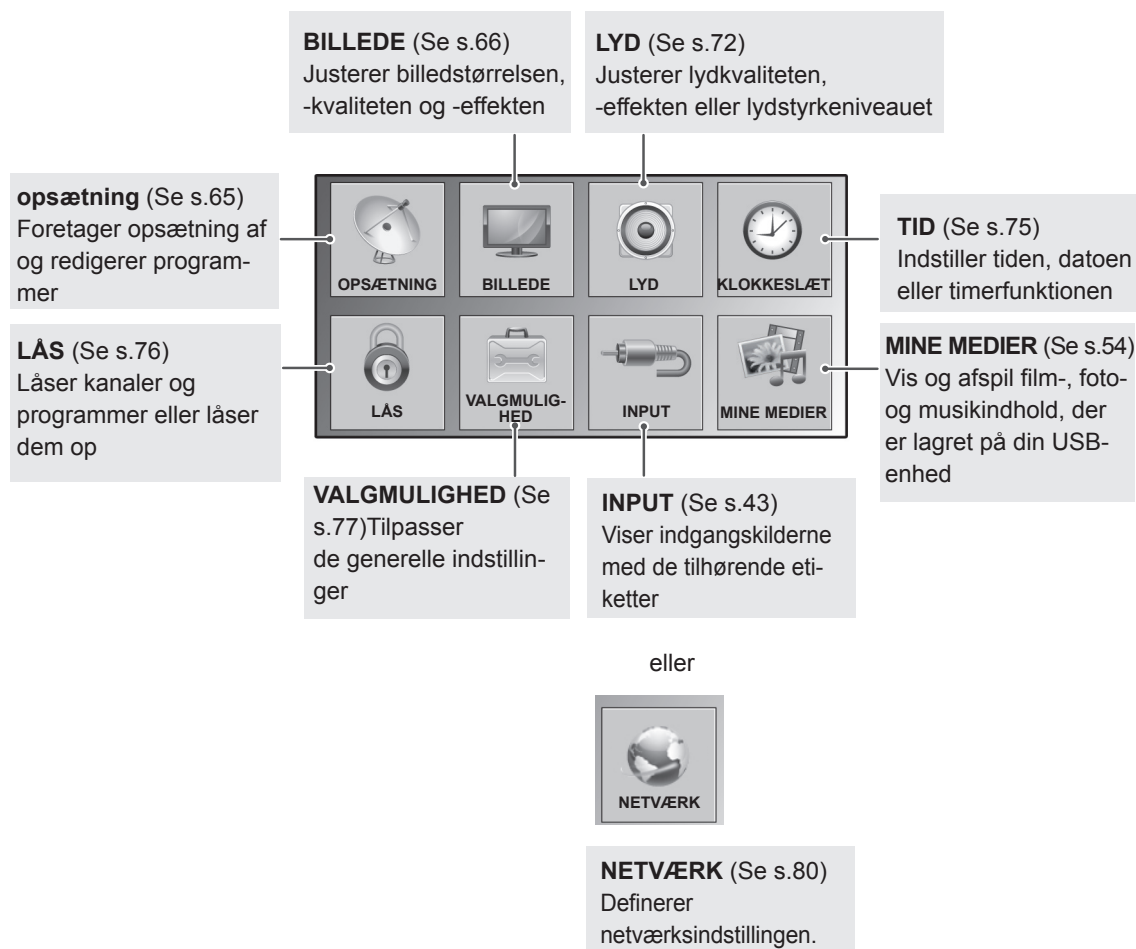 BILLEDE (Se s.66)
Justerer billedstørrelsen,
-kvaliteten og -effekten
LYD (Se s.72)
Justerer lydkvaliteten,
-effekten eller lydstyrkeniveauet
opsætning (Se s.65)
Foretager opsætning af
og redigerer program-
mer
LÅS (Se s.76)
Låser kanaler og
programmer eller låser
dem op
OPSÆTNING
BILLEDE
LYD
KLOKKESLÆT
LÅS
VALGMULIG-
HED
INPUT
MINE MEDIER
TID (Se s.75)
Indstiller tiden, datoen
eller timerfunktionen
MINE MEDIER (Se s.54)
Vis og afspil film-, foto-
og musikindhold, der
er lagret på din USB-
enhed
VALGMULIGHED (Se
s.77)Tilpasser
de generelle indstillin-
ger
INPUT (Se s.43)
Viser indgangskilderne
med de tilhørende eti-
ketter
eller
NETVÆRK
NETVÆRK (Se s.80)
Definerer
netværksindstillingen.